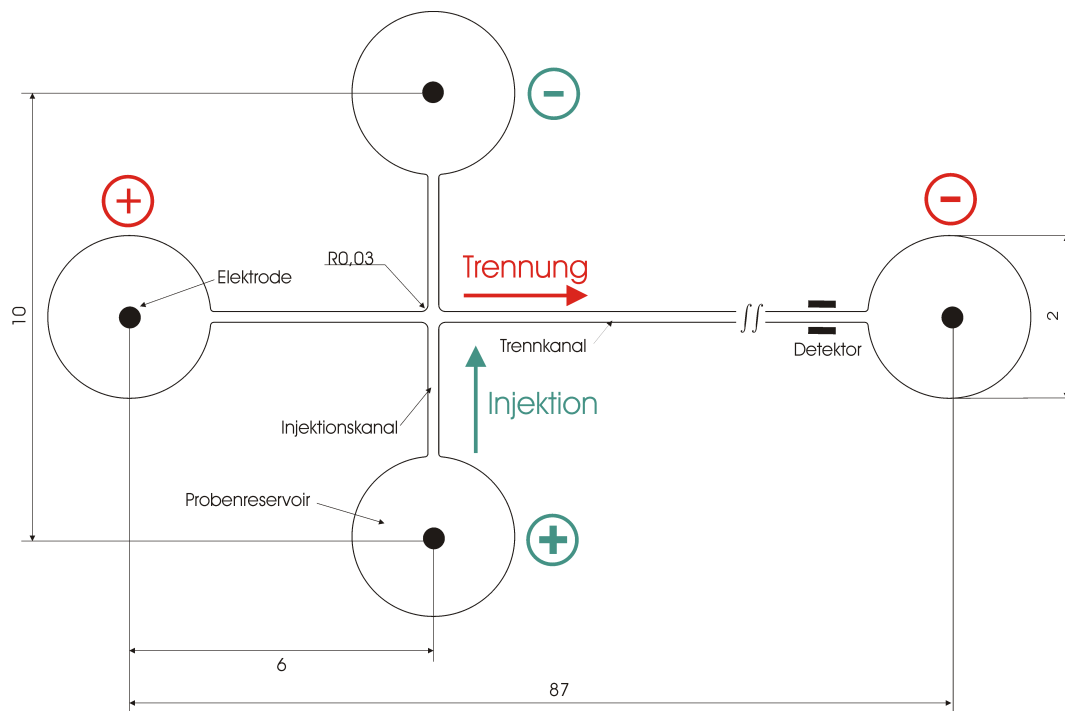 −
+
−
R0,03
Trennung
Elektrode
10
2
Trennkanal
Detektor
Injektion
Injektionskanal
Probenreservoir
+
6
87